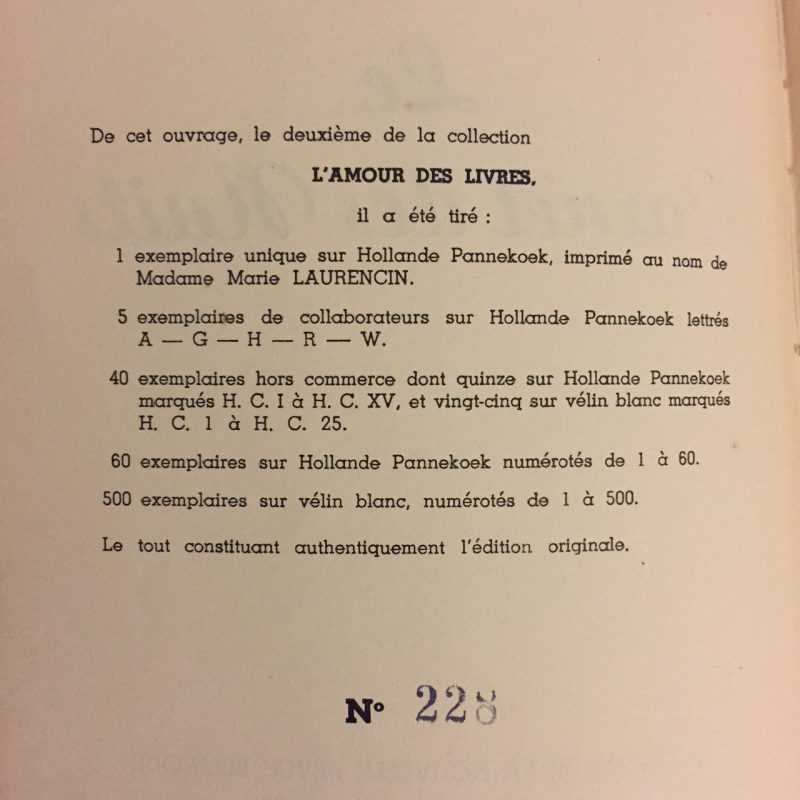 De cet ouvrage, le deuxième de la collection
L'AMOUR DES LIVRES,
il a été tiré :
1 exemplaire unique sur Hollande Pannekoek, imprimé au nom de
Madame Marie LAURENCIN.
5 exemplaires de collaborateurs sur Hollande Pannekoek lettrés
A — G — H — R — W.
40 exemplaires hors commerce dont quinze sur Hollande Pannekoek
marqués H. C. I à H. C. XV, et vingt-cinq sur vélin blanc marqués
H. C. 1 à H. C. 25.
60 exemplaires sur Hollande Pannekoek numérotés de 1 à 60.
500 exemplaires sur vélin blanc, numérotés de 1 à 500.
Le tout constituant authentiquement l'édition originale.
Nº 228